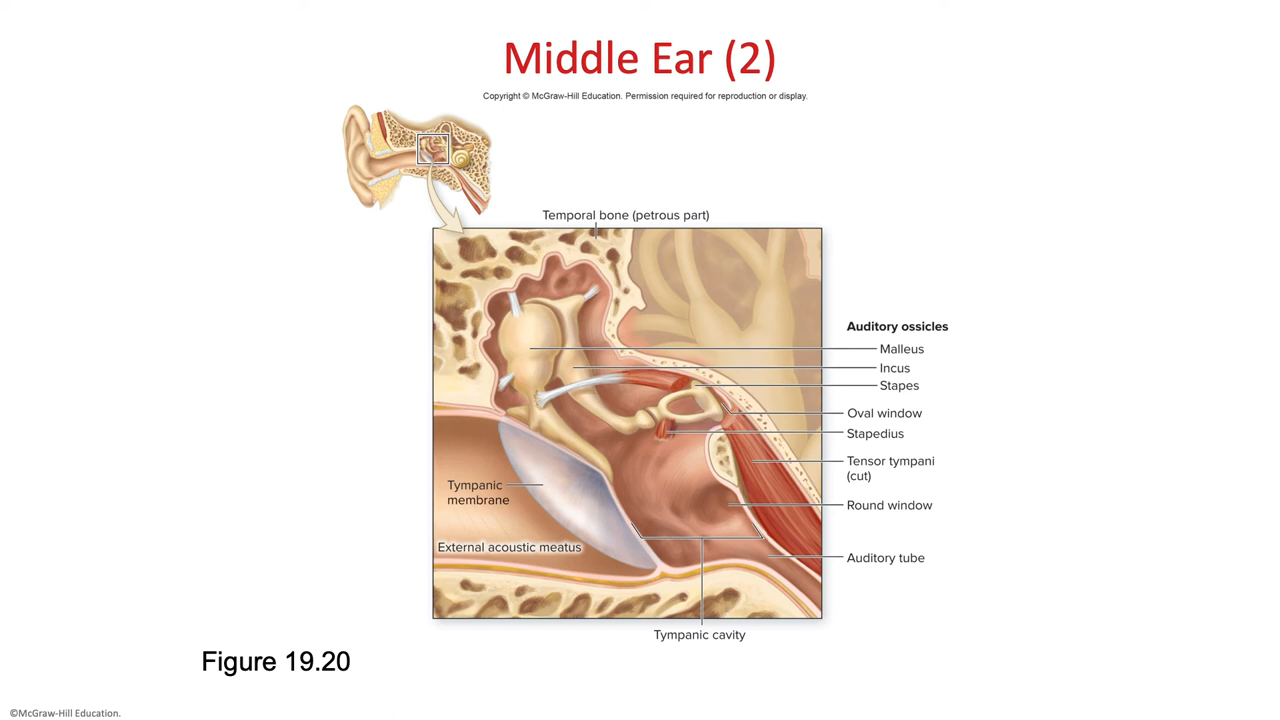 Middle Ear (2)
Copyright © McGraw-Hill Education. Permission required for reproduction or display.
Temporal bone (petrous part)
Auditory ossicles
Malleus
Incus
Stapes
Oval window
Stapedius
Tensor tympani
(cut)
Round window
Auditory tube
Tympanic
membrane
External acoustic meatus
Tympanic cavity
Figure 19.20
©McGraw-Hill Education.